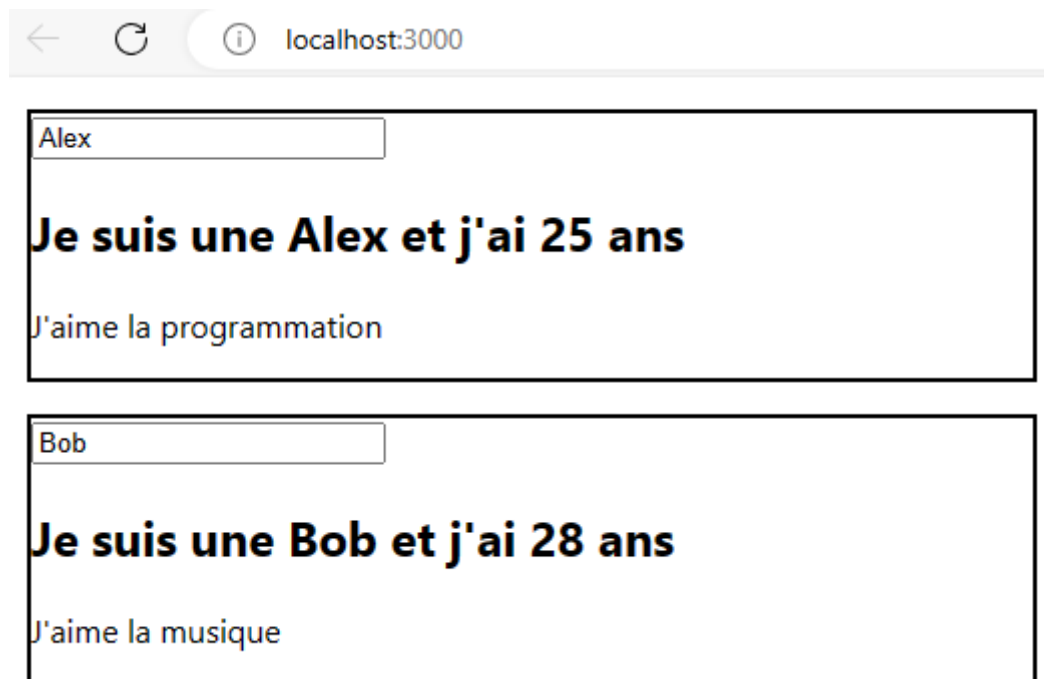 localhost:3000
Alex
Je suis une Alex et j'ai 25 ans
J'aime la programmation
Bob
Je suis une Bob et j'ai 28 ans
J'aime la musique